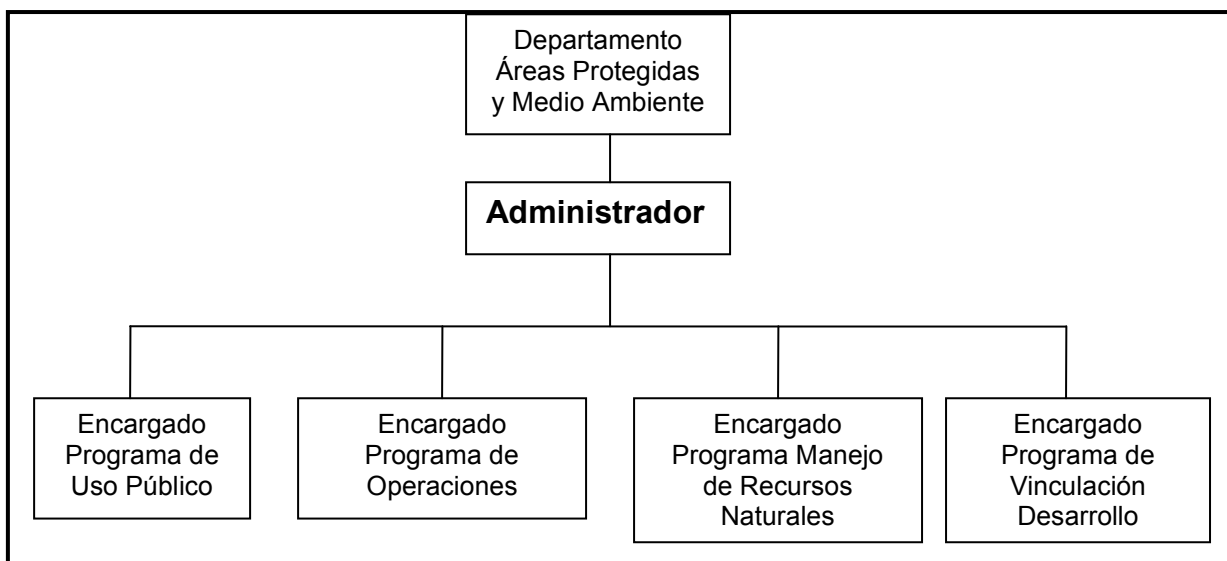 Departamento
Áreas Protegidas
y Medio Ambiente
Administrador
Encargado
Programa de
Uso Público
Encargado
Programa de
Operaciones
Encargado
Programa Manejo
de Recursos
Naturales
Encargado
Programa de
Vinculación
Desarrollo